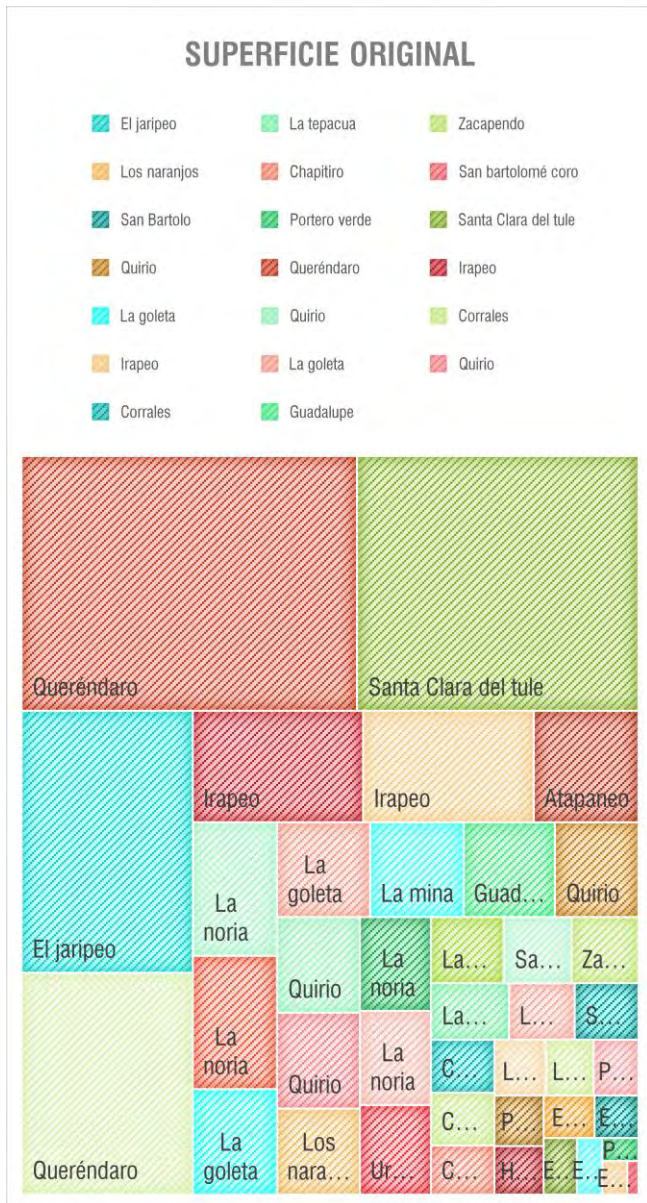 SUPERFICIE ORIGINAL
El jaripeo
La tepacua
Zacapendo
Los naranjos
Chapitiro
San bartolomé coro
San Bartolo
Portero verde
Santa Clara del tule
Quirio
Queréndaro
Irapeo
La goleta
Quirio
Corrales
Irapeo
La goleta
Quirio
Corrales
Guadalupe
Queréndaro
Santa Clara del tule
El jaripeo
Irapeo
Irapeo
Atapaneo
La
noria
La
goleta
La mina
Guad...
Quirio
Quirio
La
noria
La...
Sa...
Za...
La
noria
Quirio
La
noria
La...
L...
S...
C...
L...
L...
P...
Queréndaro
La
goleta
Los
nara...
Ur...
C...
P...
E...
E...
C...
H...
E...
E...
P...
E...